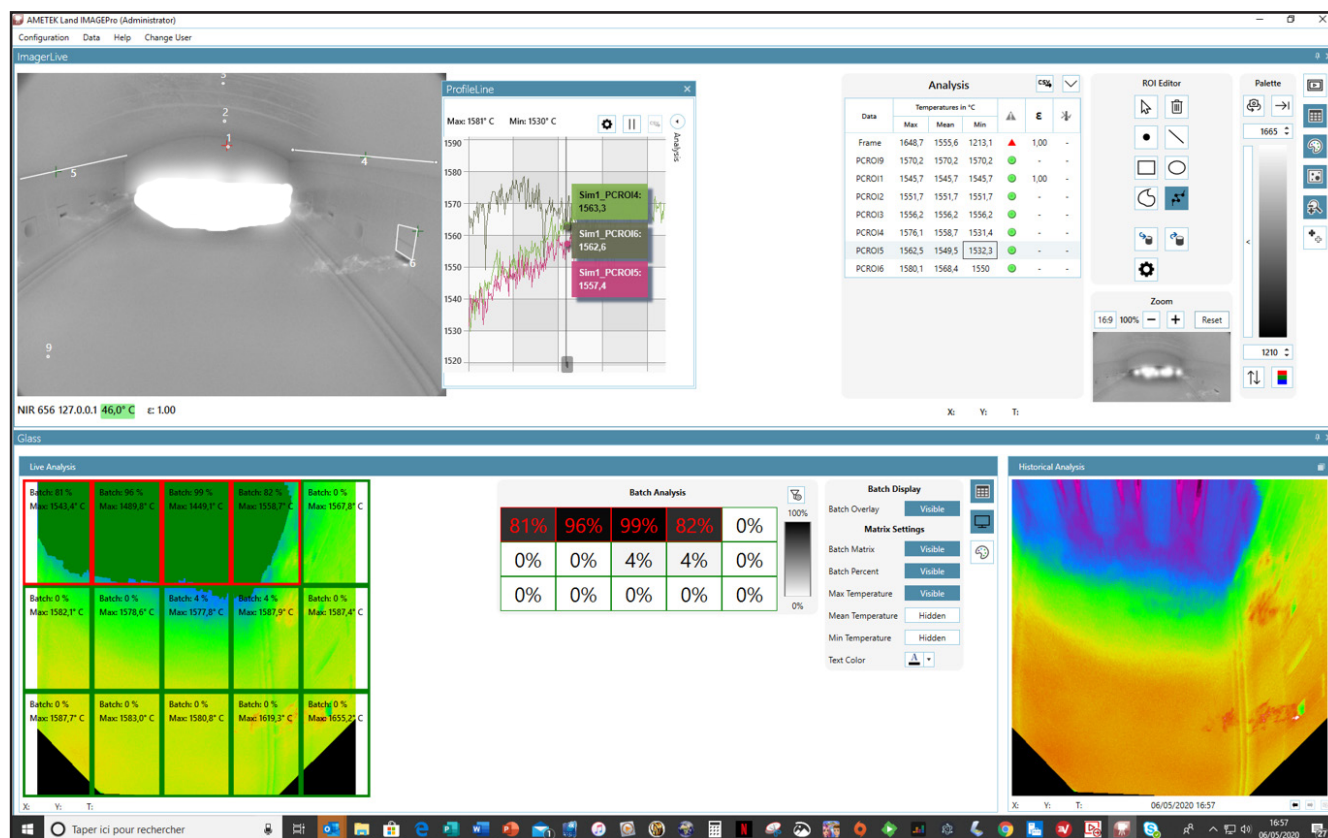 AMETEK Land IMAGEPro (Administrator)
Configuration Data Help Change User
ImagerLive
3
2
1
4
5
6
9
ProfileLine
Max: 1581° C Min: 1530° C
Analysis
1590
1580
1570
1560
1550
1540
1530
1520
Sim1_PCROI4:
1563,3
Sim1_PCROI6:
1562,6
Sim1_PCROI5:
1557,4
Analysis
Data Temperatures in °C ε
Max Mean Min
Frame 1648,7 1555,6 1213,1 1,00 -
PCROI9 1570,2 1570,2 1570,2 - -
PCROI1 1545,7 1545,7 1545,7 1,00 -
PCROI2 1551,7 1551,7 1551,7 - -
PCROI3 1556,2 1556,2 1556,2 - -
PCROI4 1576,1 1558,7 1531,4 - -
PCROI5 1562,5 1549,5 1532,3 - -
PCROI6 1580,1 1568,4 1550 - -
ROI Editor
Zoom
16:9 100% Reset
Palette
1665
<
1210
NIR 656 127.0.0.1 46,0° C ε: 1.00
X: Y: T:
Glass
Live Analysis
Batch: 81 % Batch: 96 % Batch: 99 % Batch: 82 % Batch: 0 %
Max: 1543,4° C Max: 1489,8° C Max: 1449,1° C Max: 1558,7° C Max: 1567,8° C
Batch: 0 % Batch: 0 % Batch: 4 % Batch: 4 % Batch: 0 %
Max: 1582,1° C Max: 1578,6° C Max: 1577,8° C Max: 1587,9° C Max: 1587,4° C
Batch: 0 % Batch: 0 % Batch: 0 % Batch: 0 % Batch: 0 %
Max: 1587,7° C Max: 1583,0° C Max: 1580,8° C Max: 1619,3° C Max: 1655,2° C
X: Y: T:
Batch Analysis
81% 96% 99% 82% 0%
0% 0% 4% 4% 0%
0% 0% 0% 0% 0%
100%
0%
Batch Display
Batch Overlay Visible
Matrix Settings
Batch Matrix Visible
Batch Percent Visible
Max Temperature Visible
Mean Temperature Hidden
Min Temperature Hidden
Text Color A
Historical Analysis
X: Y: T: 06/05/2020 16:57
Taper ici pour rechercher
16:57
06/05/2020